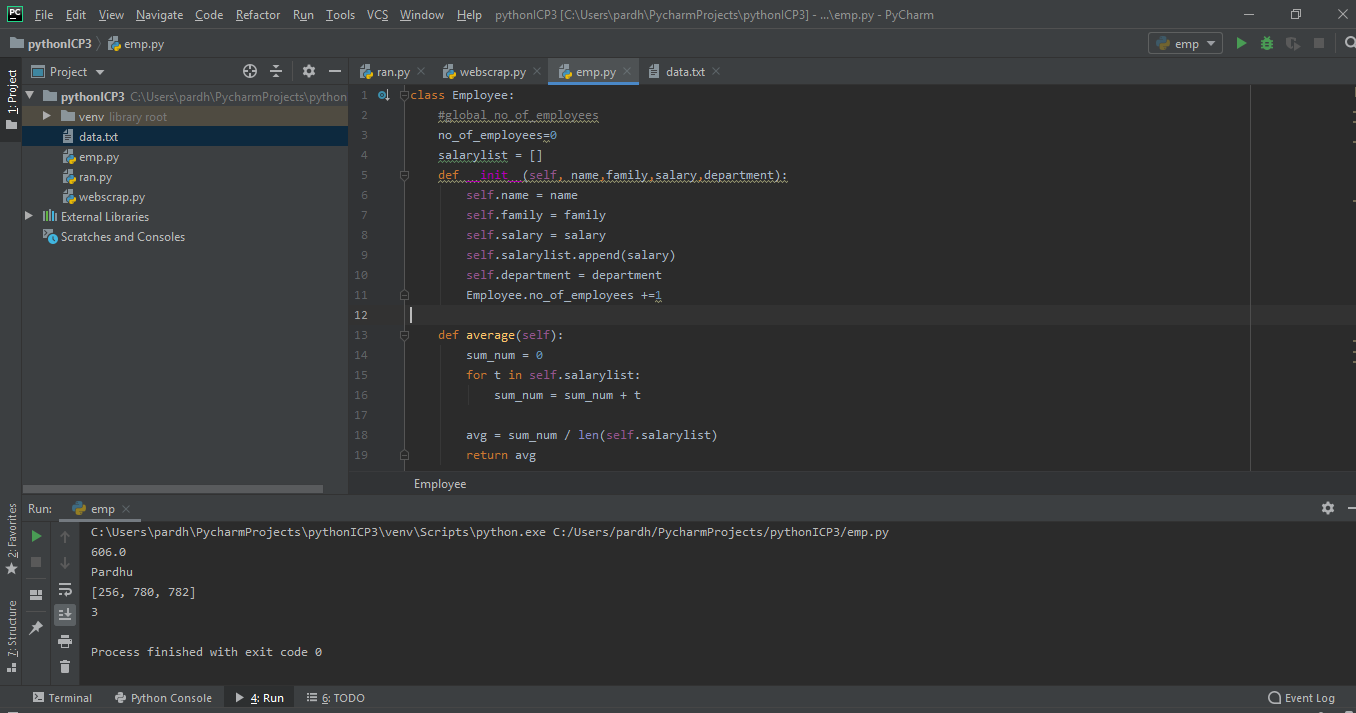 PC File Edit View Navigate Code Refactor Run Tools VCS Window Help pythonICP3 [C:\Users\pardh\PycharmProjects\pythonICP3] - ...\emp.py - PyCharm
pythonICP3 emp.py emp
1: Project
Project
pythonICP3 C:\Users\pardh\PycharmProjects\python
venv library root
data.txt
emp.py
ran.py
webscrap.py
External Libraries
Scratches and Consoles
ran.py webscrap.py emp.py data.txt
1 class Employee:
2 #global no_of_employees
3 no_of_employees=0
4 salarylist = []
5 def __init__(self, name,family,salary,department):
6 self.name = name
7 self.family = family
8 self.salary = salary
9 self.salarylist.append(salary)
10 self.department = department
11 Employee.no_of_employees +=1
12
13 def average(self):
14 sum_num = 0
15 for t in self.salarylist:
16 sum_num = sum_num + t
17
18 avg = sum_num / len(self.salarylist)
19 return avg
Employee
2: Favorites
7: Structure
Run: emp
C:\Users\pardh\PycharmProjects\pythonICP3\venv\Scripts\python.exe C:/Users/pardh/PycharmProjects/pythonICP3/emp.py
606.0
Pardhu
[256, 780, 782]
3
Process finished with exit code 0
Terminal Python Console 4: Run 6: TODO Event Log